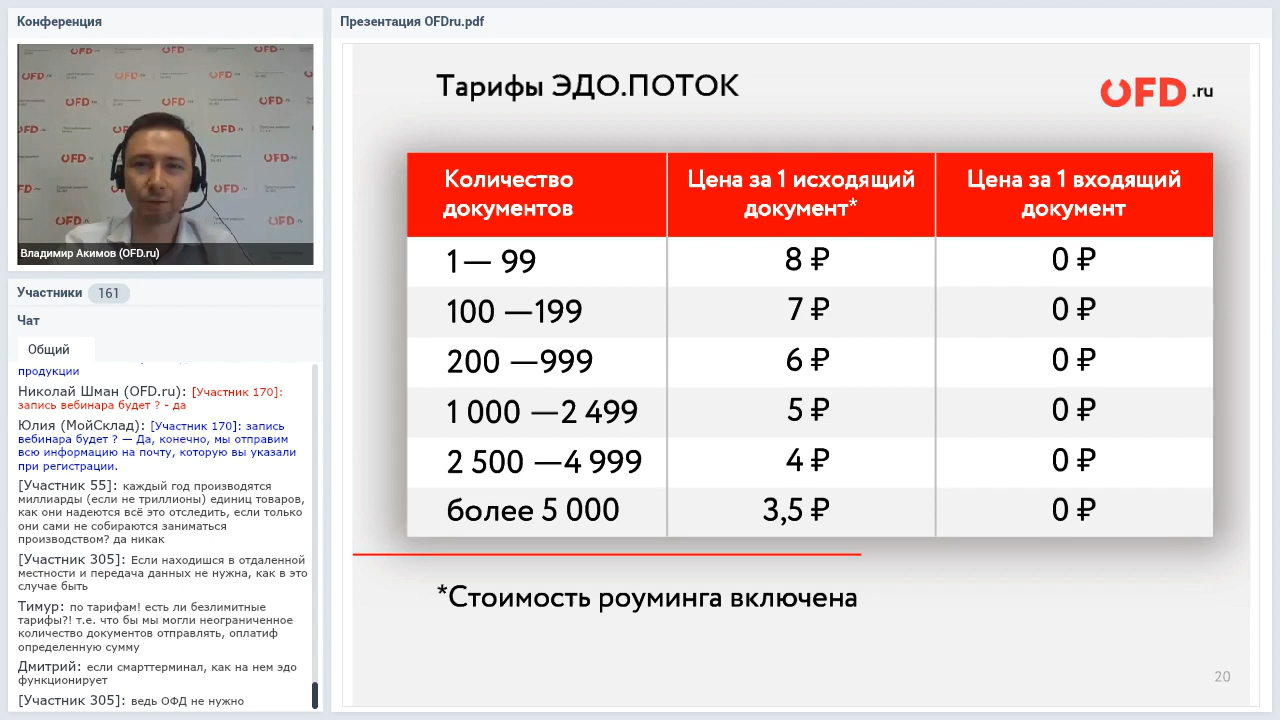 Конференция
OFD.ru
Владимир Акимов (OFD.ru)
Участники 161
Чат
Общий
продукции
Николай Шман (OFD.ru): [Участник 170]:
запись вебинара будет ? - да
Юлия (МойСклад): [Участник 170]: запись
вебинара будет ? — Да, конечно, мы отправим
всю информацию на почту, которую вы указали
при регистрации.
[Участник 55]: каждый год производятся
миллиарды (если не триллионы) единиц товаров,
как они надеются всё это отследить, если только
они сами не собираются заниматься
производством? да никак
[Участник 305]: Если находишся в отдаленной
местности и передача данных не нужна, как в это
случае быть
Тимур: по тарифам! есть ли безлимитные
тарифы?! т.е. что бы мы могли неограниченное
количество документов отправлять, оплатиф
определенную сумму
Дмитрий: если смарттерминал, как на нем эдо
функционирует
[Участник 305]: ведь ОФД не нужно
Презентация OFDru.pdf
Тарифы ЭДО.ПОТОК
OFD.ru
Количество документов
Цена за 1 исходящий документ*
Цена за 1 входящий документ
1— 99 8 ₽ 0 ₽
100 —199 7 ₽ 0 ₽
200 —999 6 ₽ 0 ₽
1 000 —2 499 5 ₽ 0 ₽
2 500 —4 999 4 ₽ 0 ₽
более 5 000 3,5 ₽ 0 ₽
*Стоимость роуминга включена
20